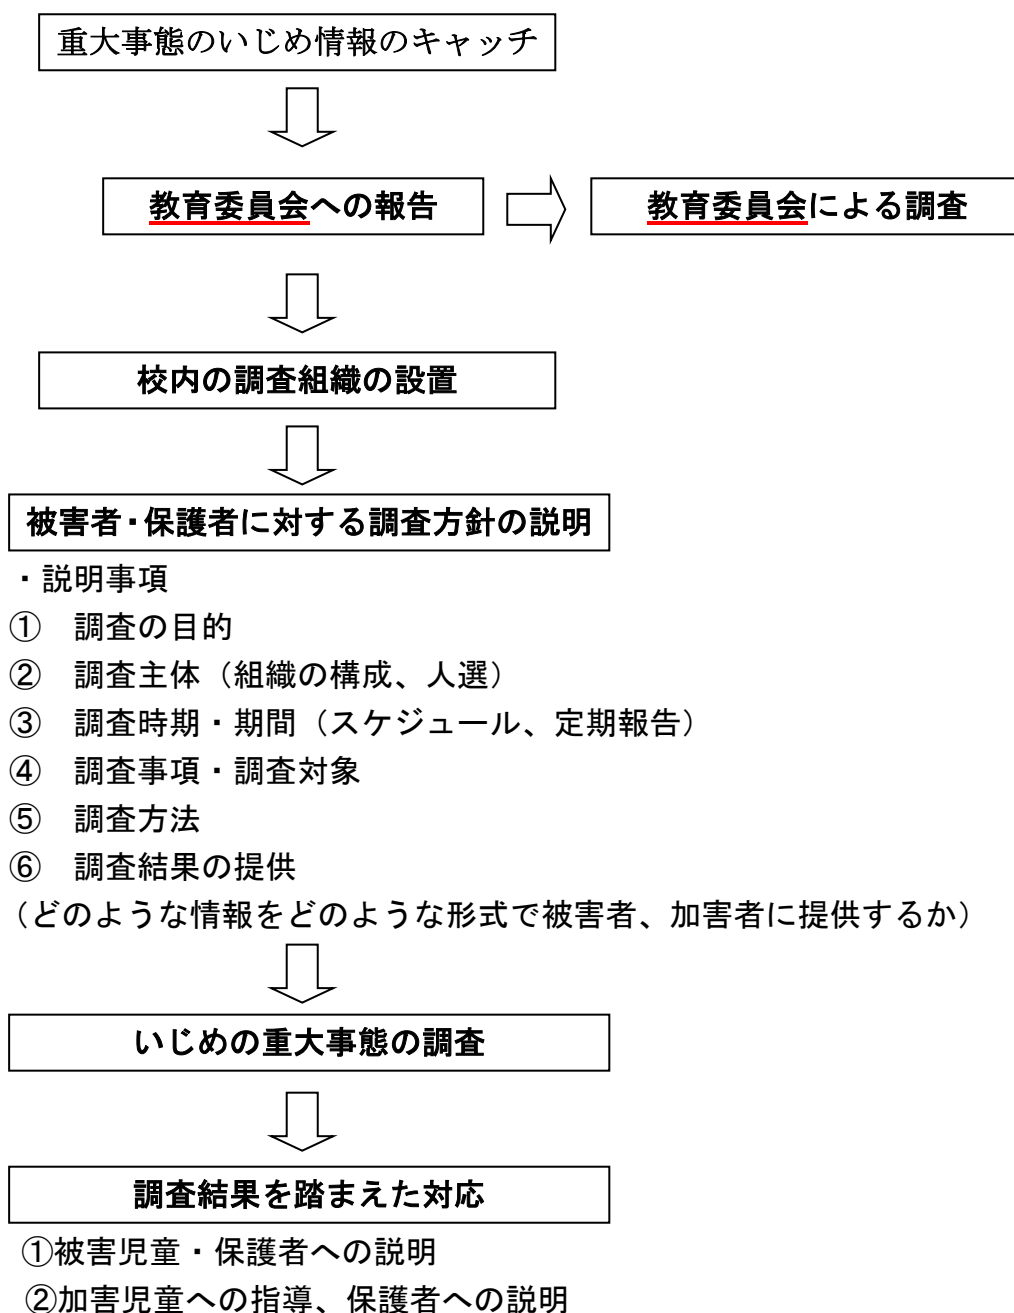 重大事態のいじめ情報のキャッチ
教育委員会への報告
教育委員会による調査
校内の調査組織の設置
被害者・保護者に対する調査方針の説明
・説明事項
① 調査の目的
② 調査主体（組織の構成、人選）
③ 調査時期・期間（スケジュール、定期報告）
④ 調査事項・調査対象
⑤ 調査方法
⑥ 調査結果の提供
（どのような情報をどのような形式で被害者、加害者に提供するか）
いじめの重大事態の調査
調査結果を踏まえた対応
①被害児童・保護者への説明
②加害児童への指導、保護者への説明